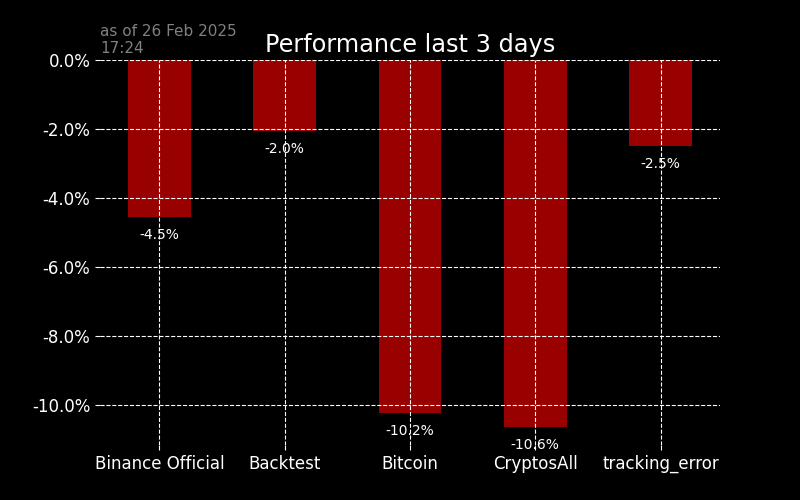 as of 26 Feb 2025
17:24
Performance last 3 days
0.0%
-2.0%
-4.0%
-6.0%
-8.0%
-10.0%
-4.5%
-2.0%
-10.2%
-10.6%
-2.5%
Binance Official
Backtest
Bitcoin
CryptosAll
tracking_error